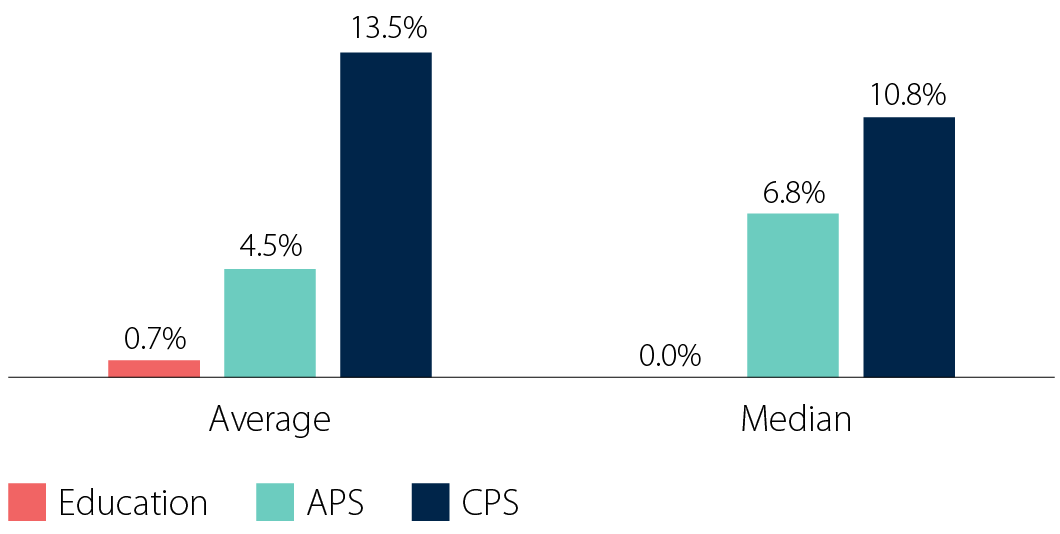 13.5%
10.8%
6.8%
4.5%
0.7%
0.0%
Average
Median
Education
APS
CPS